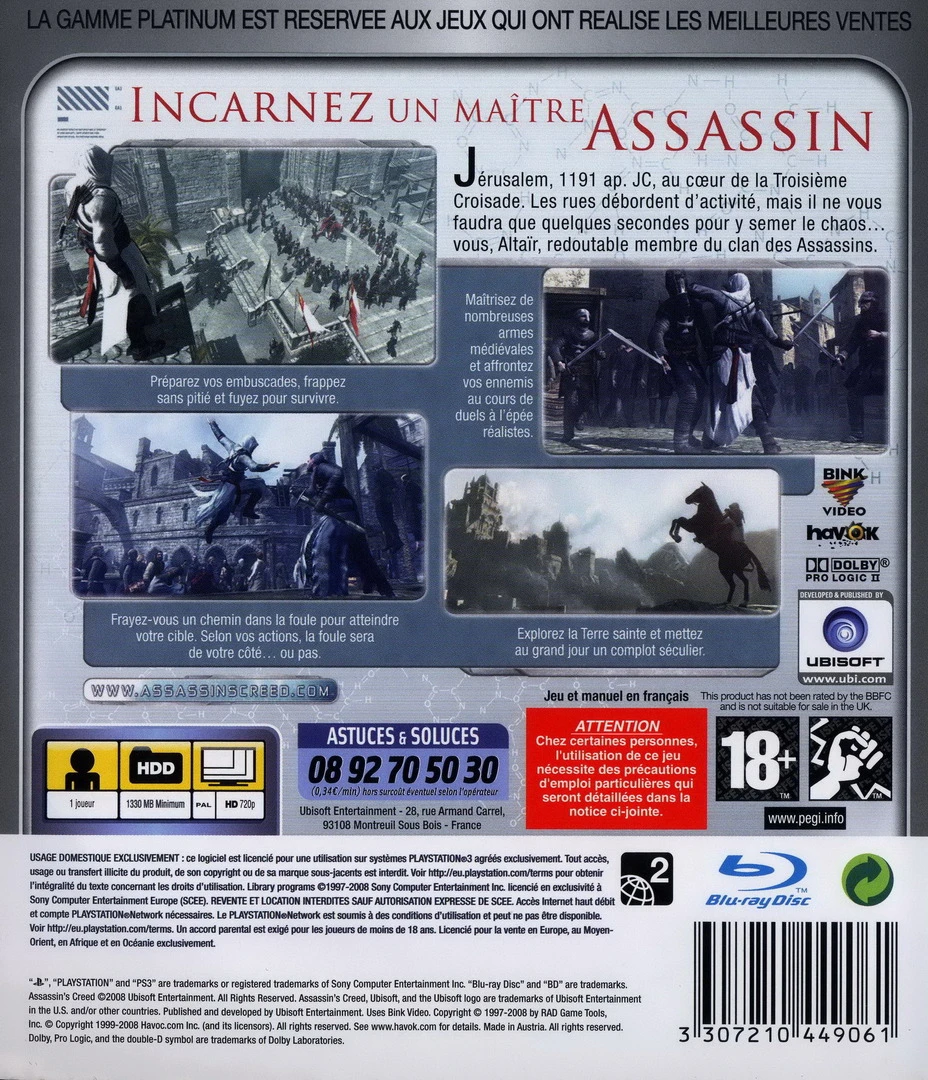 LA GAMME PLATINUM EST RESERVEE AUX JEUX QUI ONT REALISE LES MEILLEURES VENTES
INCARNEZ UN MAÎTRE ASSASSIN
Jérusalem, 1191 ap. JC, au cœur de la Troisième
Croisade. Les rues débordent d'activité, mais il ne vous
faudra que quelques secondes pour y semer le chaos...
vous, Altaïr, redoutable membre du clan des Assassins.
Préparez vos embuscades, frappez
sans pitié et fuyez pour survivre.
Maîtrisez de
nombreuses
armes
médiévales
et affrontez
vos ennemis
au cours de
duels à l'épée
réalistes.
Frayez-vous un chemin dans la foule pour atteindre
votre cible. Selon vos actions, la foule sera
de votre côté... ou pas.
Explorez la Terre sainte et mettez
au grand jour un complot séculier.
BINK
VIDEO
havok
DOLBY®
PRO LOGIC II
DEVELOPED & PUBLISHED BY
UBISOFT
www.ubi.com
WWW.ASSASSINSCREED.COM
Jeu et manuel en français
This product has not been rated by the BBFC
and is not suitable for sale in the UK.
1 joueur
HDD
1330 MB Minimum
PAL
HD 720p
ASTUCES & SOLUCES
08 92 70 50 30
(0,34€/min) hors surcoût éventuel selon l'opérateur
Ubisoft Entertainment - 28, rue Armand Carrel,
93108 Montreuil Sous Bois - France
ATTENTION
Chez certaines personnes,
l'utilisation de ce jeu
nécessite des précautions
d'emploi particulières qui
seront détaillées dans la
notice ci-jointe.
18+
TM
TM
www.pegi.info
USAGE DOMESTIQUE EXCLUSIVEMENT : ce logiciel est licencié pour une utilisation sur systèmes PLAYSTATION®3 agréés exclusivement. Tout accès,
usage ou transfert illicite du produit, de son copyright ou de sa marque sous-jacents est interdit. Voir http://eu.playstation.com/terms pour obtenir
l'intégralité du texte concernant les droits d'utilisation. Library programs ©1997-2008 Sony Computer Entertainment Inc. licencié en exclusivité à
Sony Computer Entertainment Europe (SCEE). REVENTE ET LOCATION INTERDITES SAUF AUTORISATION EXPRESSE DE SCEE. Accès Internet haut débit
et compte PLAYSTATION®Network nécessaires. Le PLAYSTATION®Network est soumis à des conditions d'utilisation et peut ne pas être disponible.
Voir http://eu.playstation.com/terms. Un accord parental est exigé pour les joueurs de moins de 18 ans. Licencié pour la vente en Europe, au Moyen-
Orient, en Afrique et en Océanie exclusivement.
2
Blu-ray Disc
TM
"", "PLAYSTATION" and "PS3" are trademarks or registered trademarks of Sony Computer Entertainment Inc. "Blu-ray Disc" and "BD" are trademarks.
Assassin's Creed ©2008 Ubisoft Entertainment. All Rights Reserved. Assassin's Creed, Ubisoft, and the Ubisoft logo are trademarks of Ubisoft Entertainment
in the U.S. and/or other countries. Published and developed by Ubisoft Entertainment. Uses Bink Video. Copyright © 1997-2008 by RAD Game Tools,
Inc. © Copyright 1999-2008 Havoc.com Inc. (and its licensors). All rights reserved. See www.havok.com for details. Made in Austria. All rights reserved.
Dolby, Pro Logic, and the double-D symbol are trademarks of Dolby Laboratories.
3 307210 449061